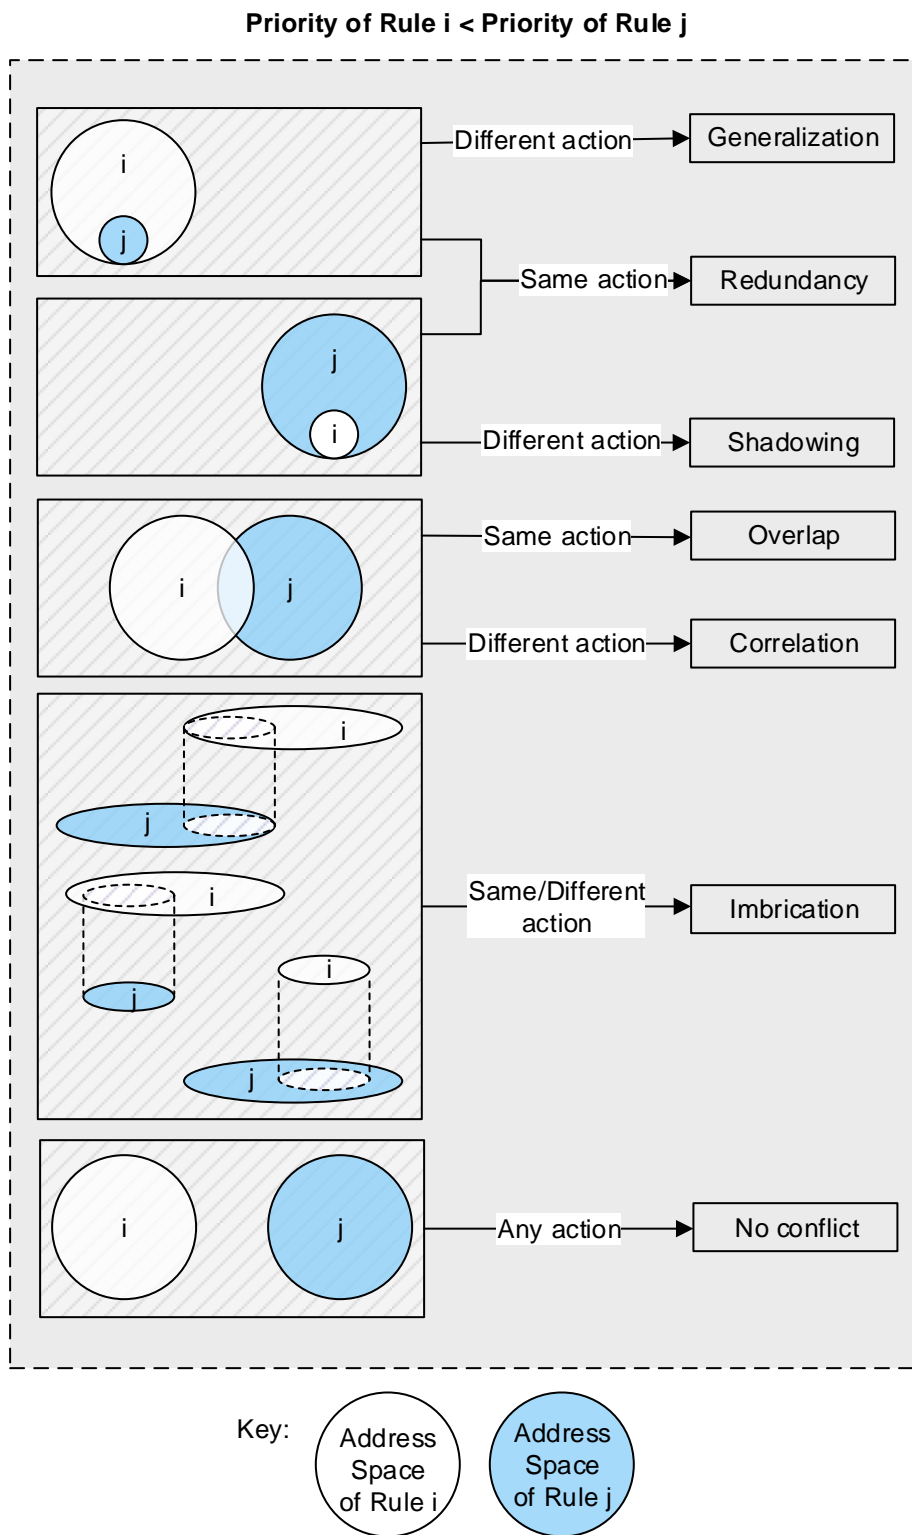 Priority of Rule i < Priority of Rule j
i
j
Different action
Generalization
Same action
Redundancy
j
i
Different action
Shadowing
i
j
Same action
Overlap
Different action
Correlation
i
j
i
j
i
j
Same/Different
action
Imbrication
i
j
Any action
No conflict
Key:
Address
Space
of Rule i
Address
Space
of Rule j